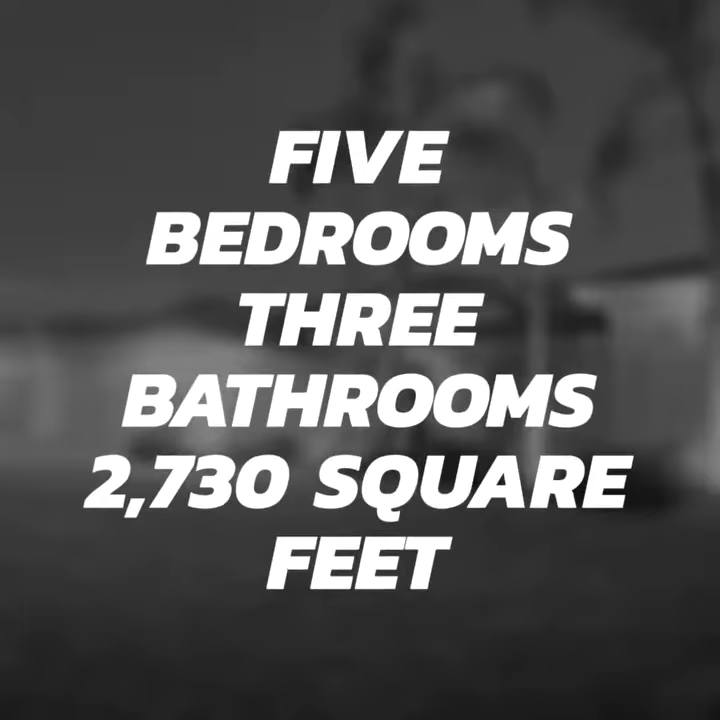 FIVE
BEDROOMS
THREE
BATHROOMS
2,730 SQUARE
FEET